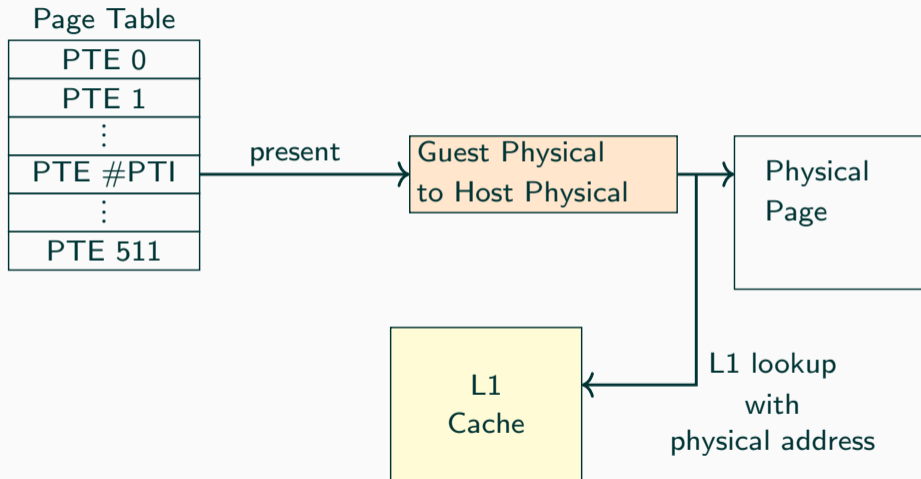 Page Table
PTE 0
PTE 1
⋮
PTE #PTI
⋮
PTE 511
present
Guest Physical
to Host Physical
Physical
Page
L1
Cache
L1 lookup
with
physical address